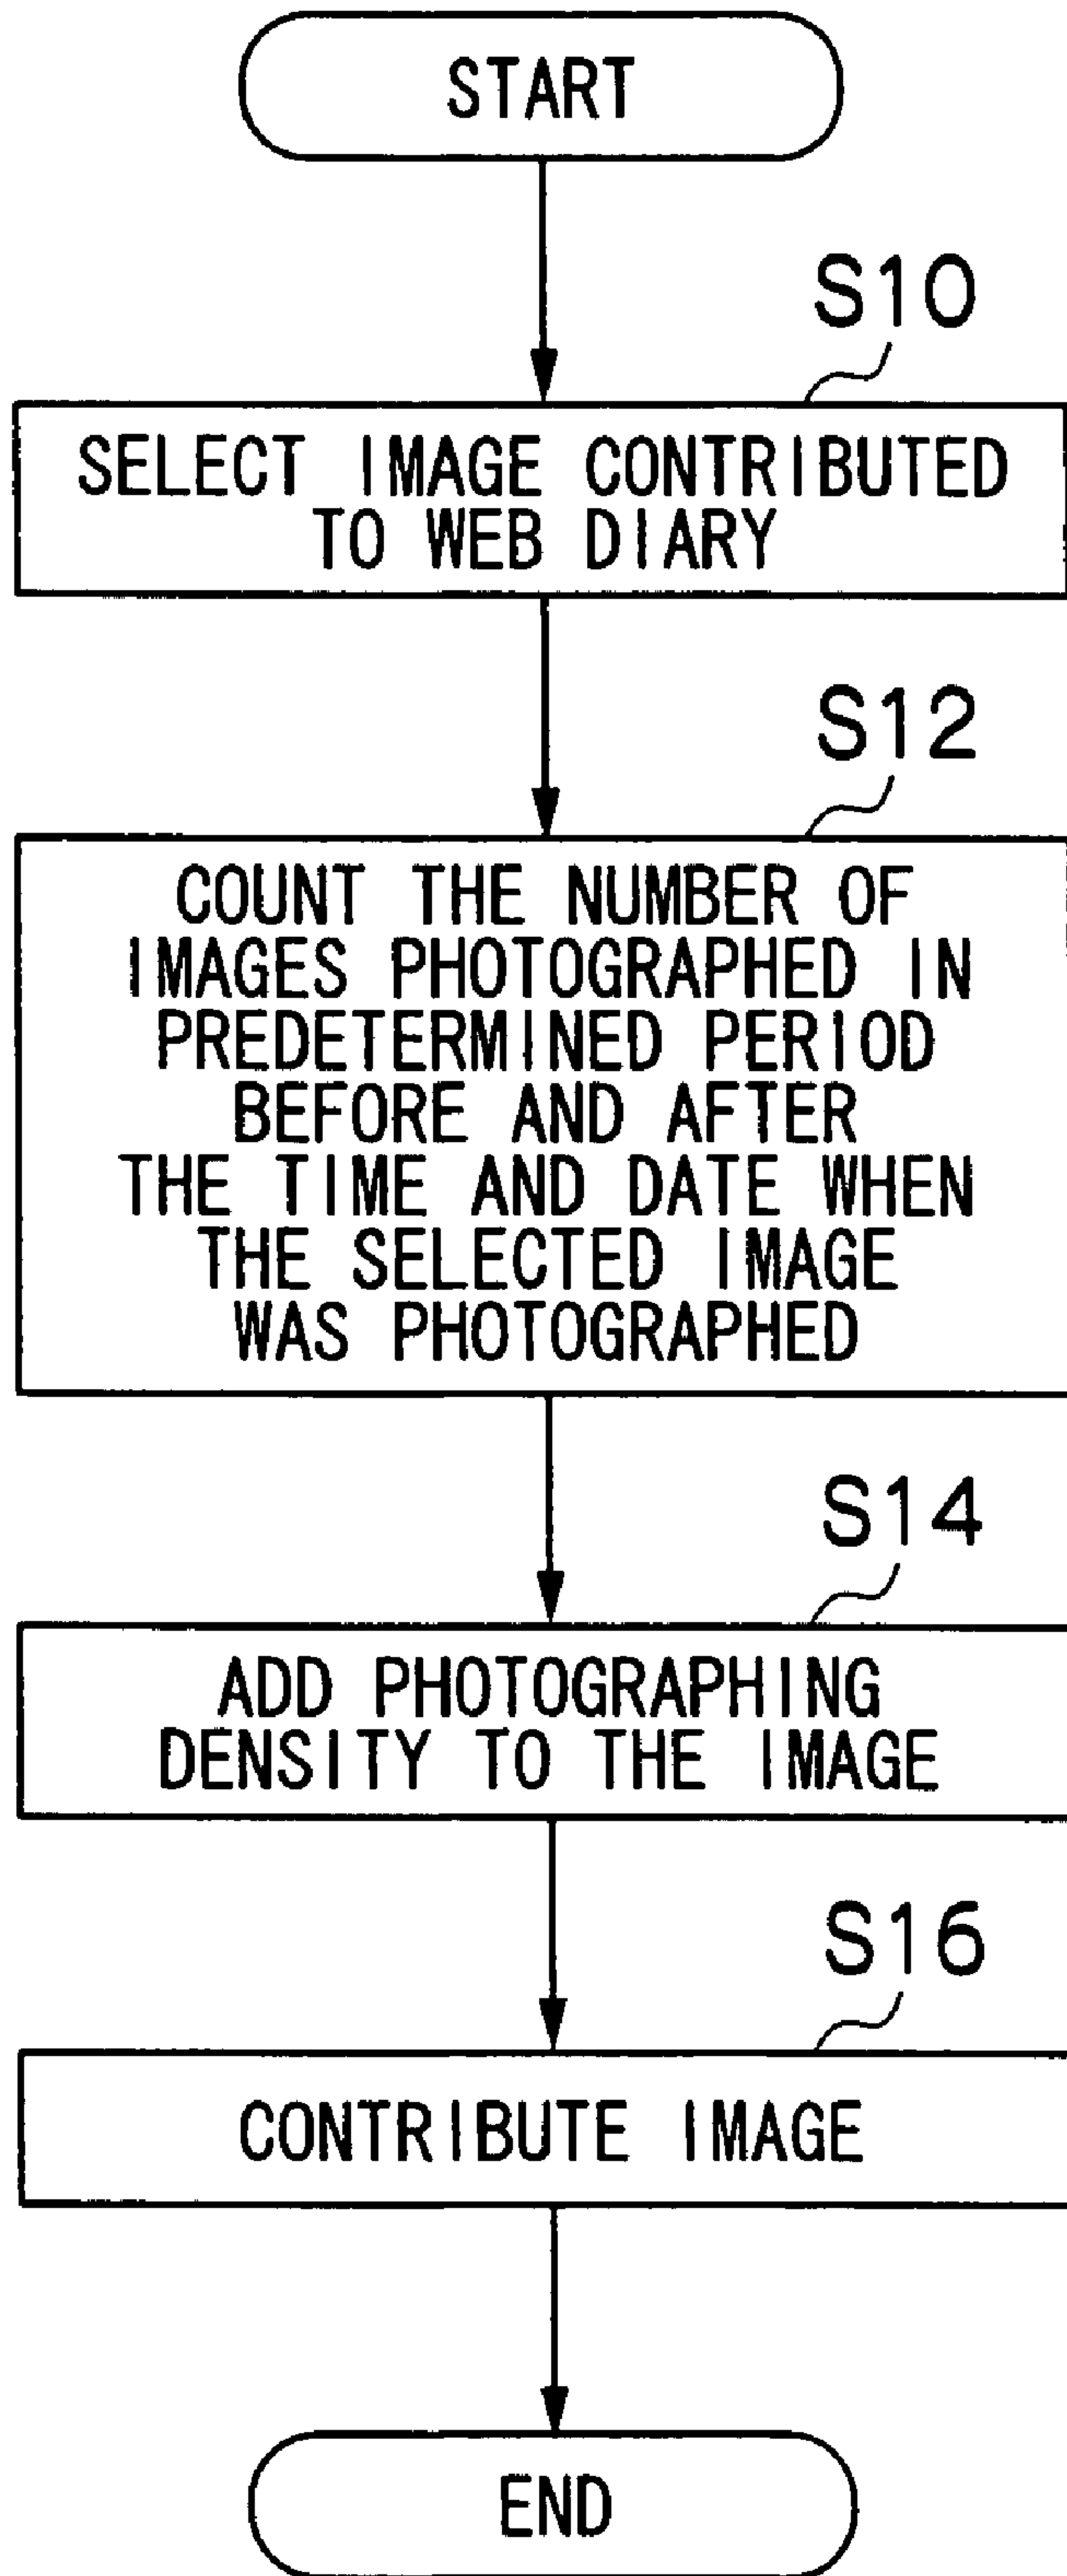 START
S10
SELECT IMAGE CONTRIBUTED
TO WEB DIARY
S12
COUNT THE NUMBER OF
IMAGES PHOTOGRAPHED IN
PREDETERMINED PERIOD
BEFORE AND AFTER
THE TIME AND DATE WHEN
THE SELECTED IMAGE
WAS PHOTOGRAPHED
S14
ADD PHOTOGRAPHING
DENSITY TO THE IMAGE
S16
CONTRIBUTE IMAGE
END